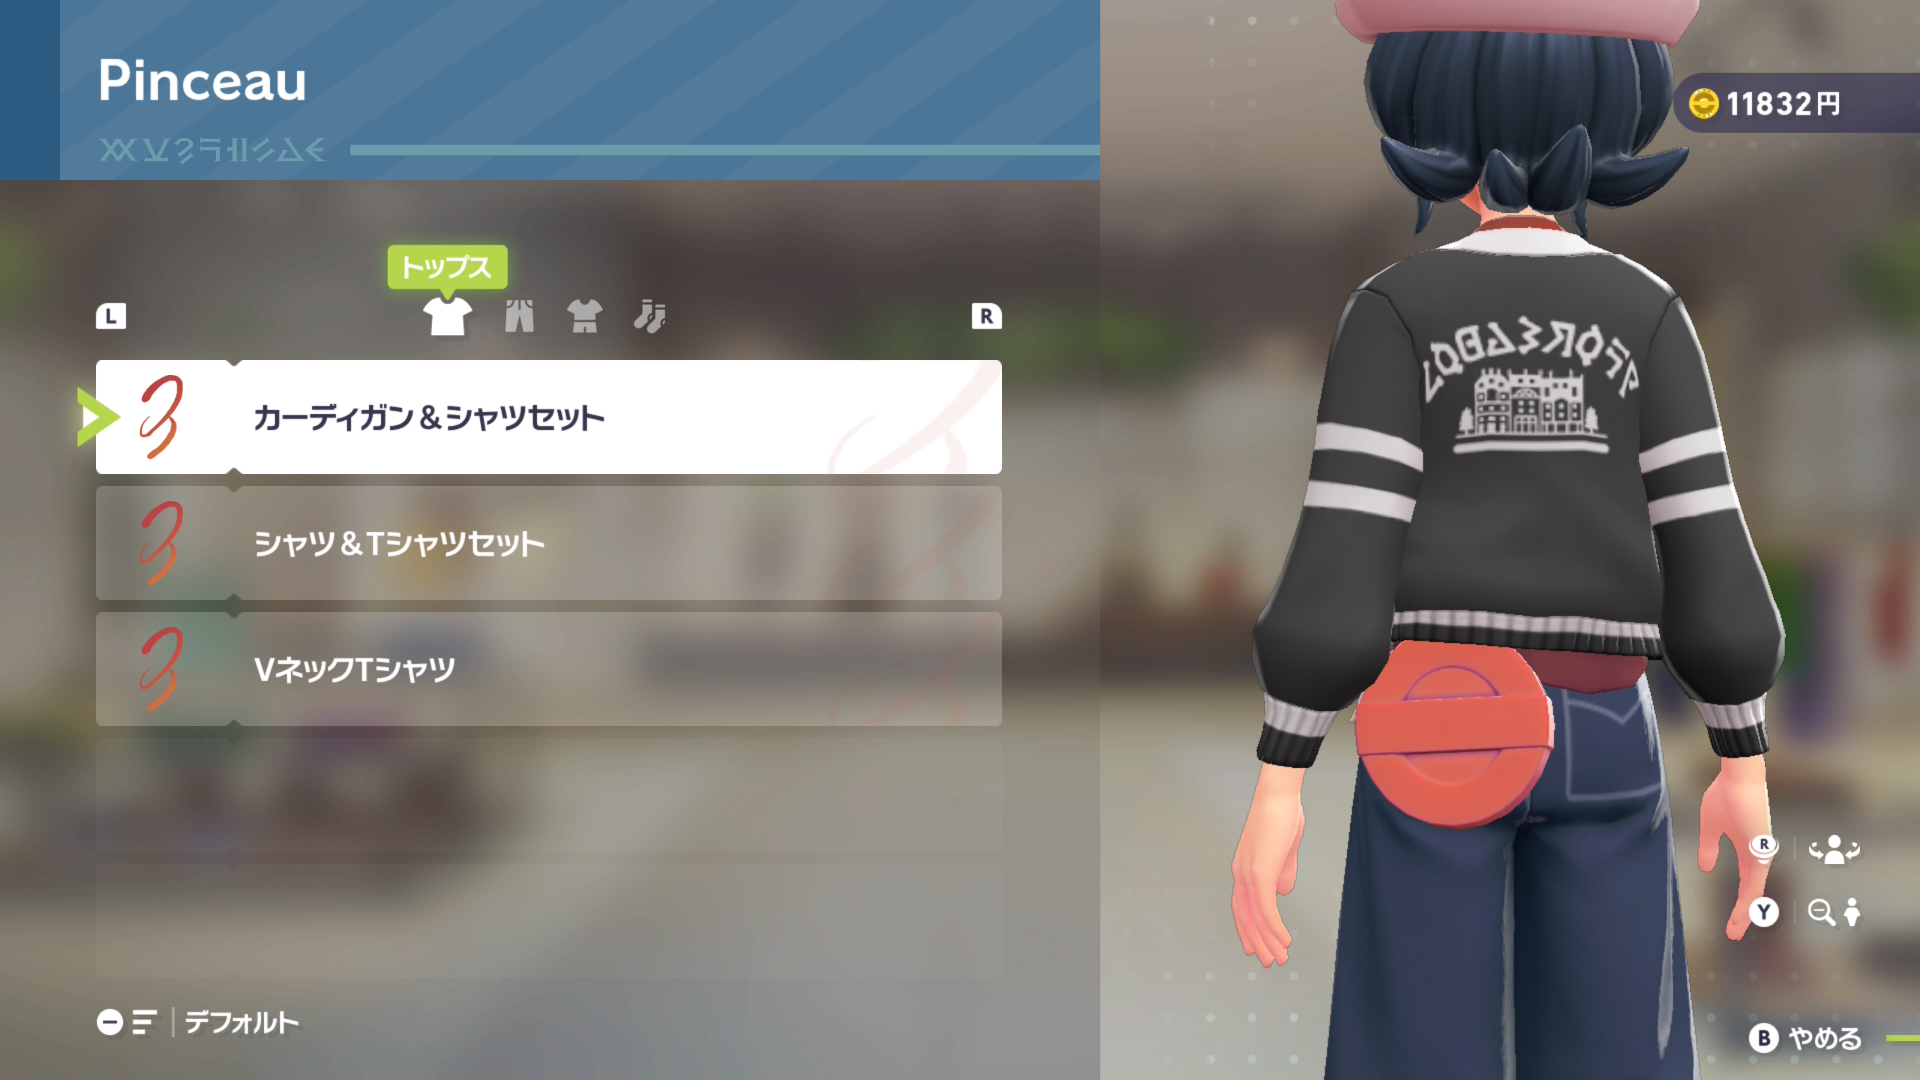 Pinceau
11832円
トップス
L
R
カーディガン&シャツセット
シャツ&Tシャツセット
VネックTシャツ
R
Y
デフォルト
B やめる